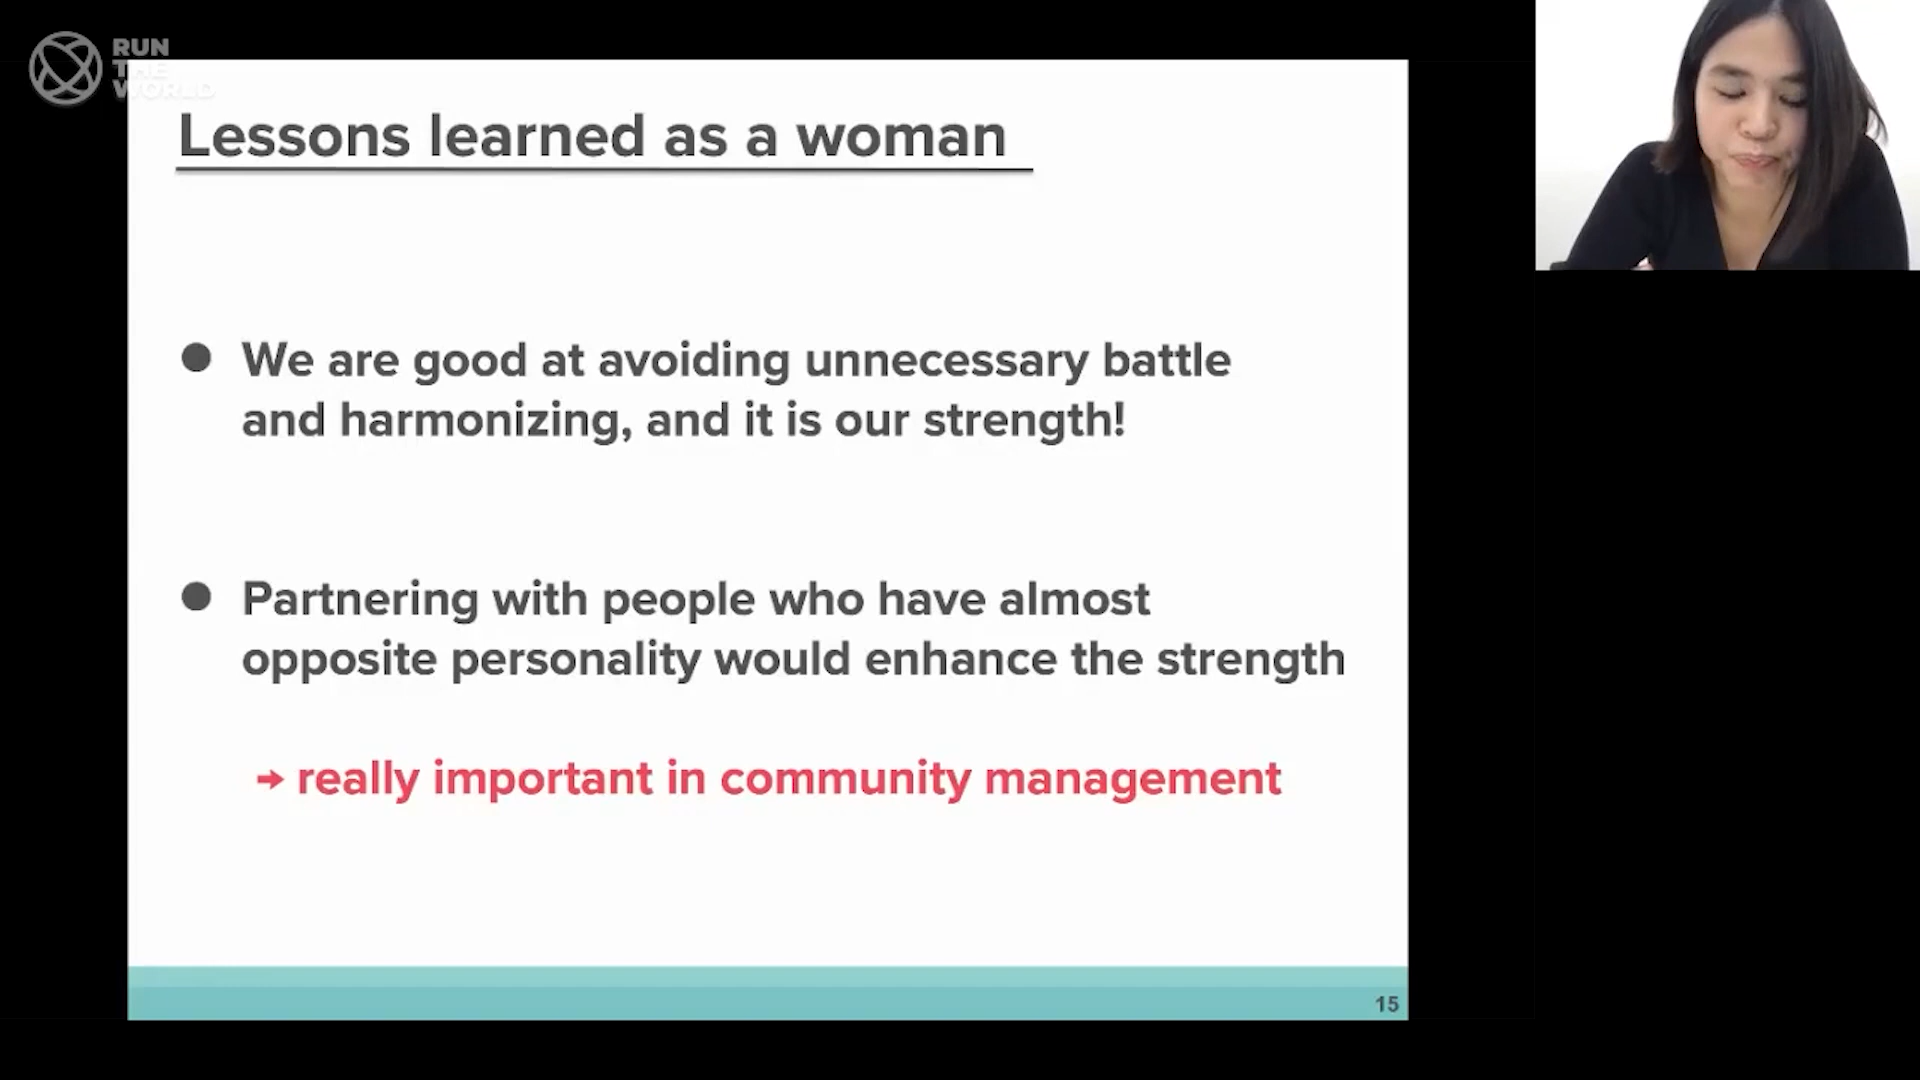 RUN
THE
WORLD
Lessons learned as a woman
● We are good at avoiding unnecessary battle
and harmonizing, and it is our strength!
● Partnering with people who have almost
opposite personality would enhance the strength
→ really important in community management
15